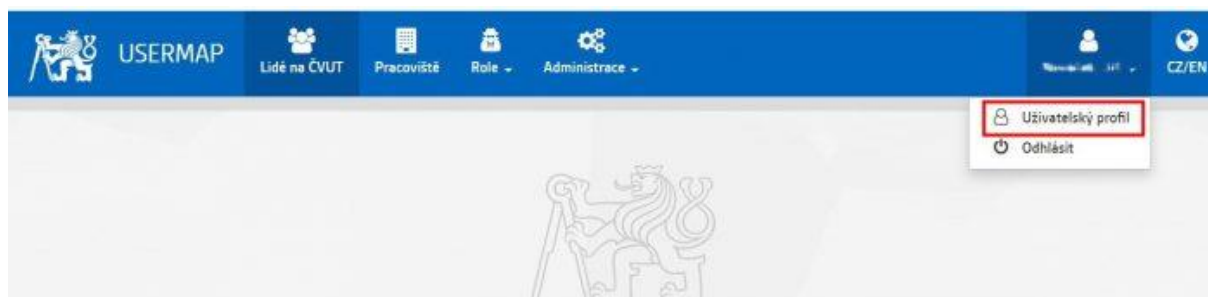 USERMAP
Lidé na ČVUT
Pracoviště
Role
Administrace
CZ/EN
Uživatelský profil
Odhlásit